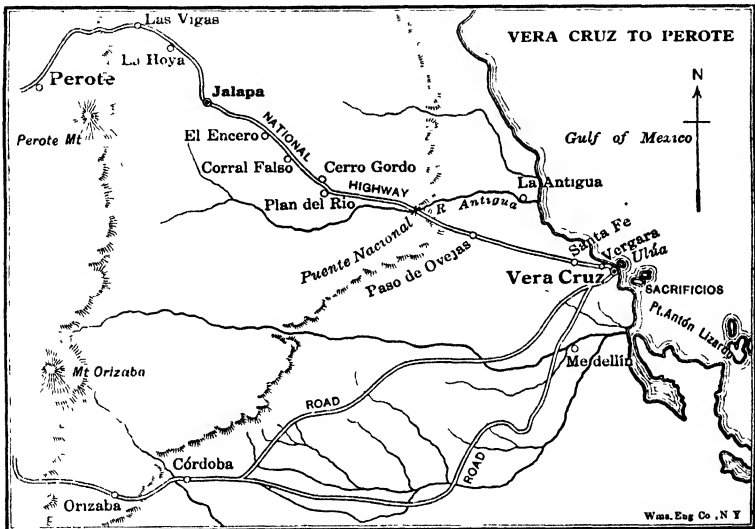 VERA CRUZ TO PEROTE
Las Vigas
La Hoya
Perote
Perote Mt
Jalapa
N
Gulf of Mexico
El Encero
NATIONAL
HIGHWAY
Corral Falso
Cerro Gordo
Plan del Rio
La Antigua
R Antigua
Puente Nacional
Paso de Ovejas
Santa Fe
Vergara
Ulúa
Vera Cruz
SACRIFICIOS
Pt. Antón Lizardo
Medellín
Mt Orizaba
ROAD
ROAD
Córdoba
Orizaba
Wms. Eng Co, N Y